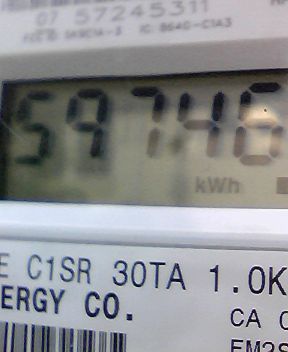 07 57245311
59746
kWh
E C1SR 30TA 1.0K
ERGY CO.
CA